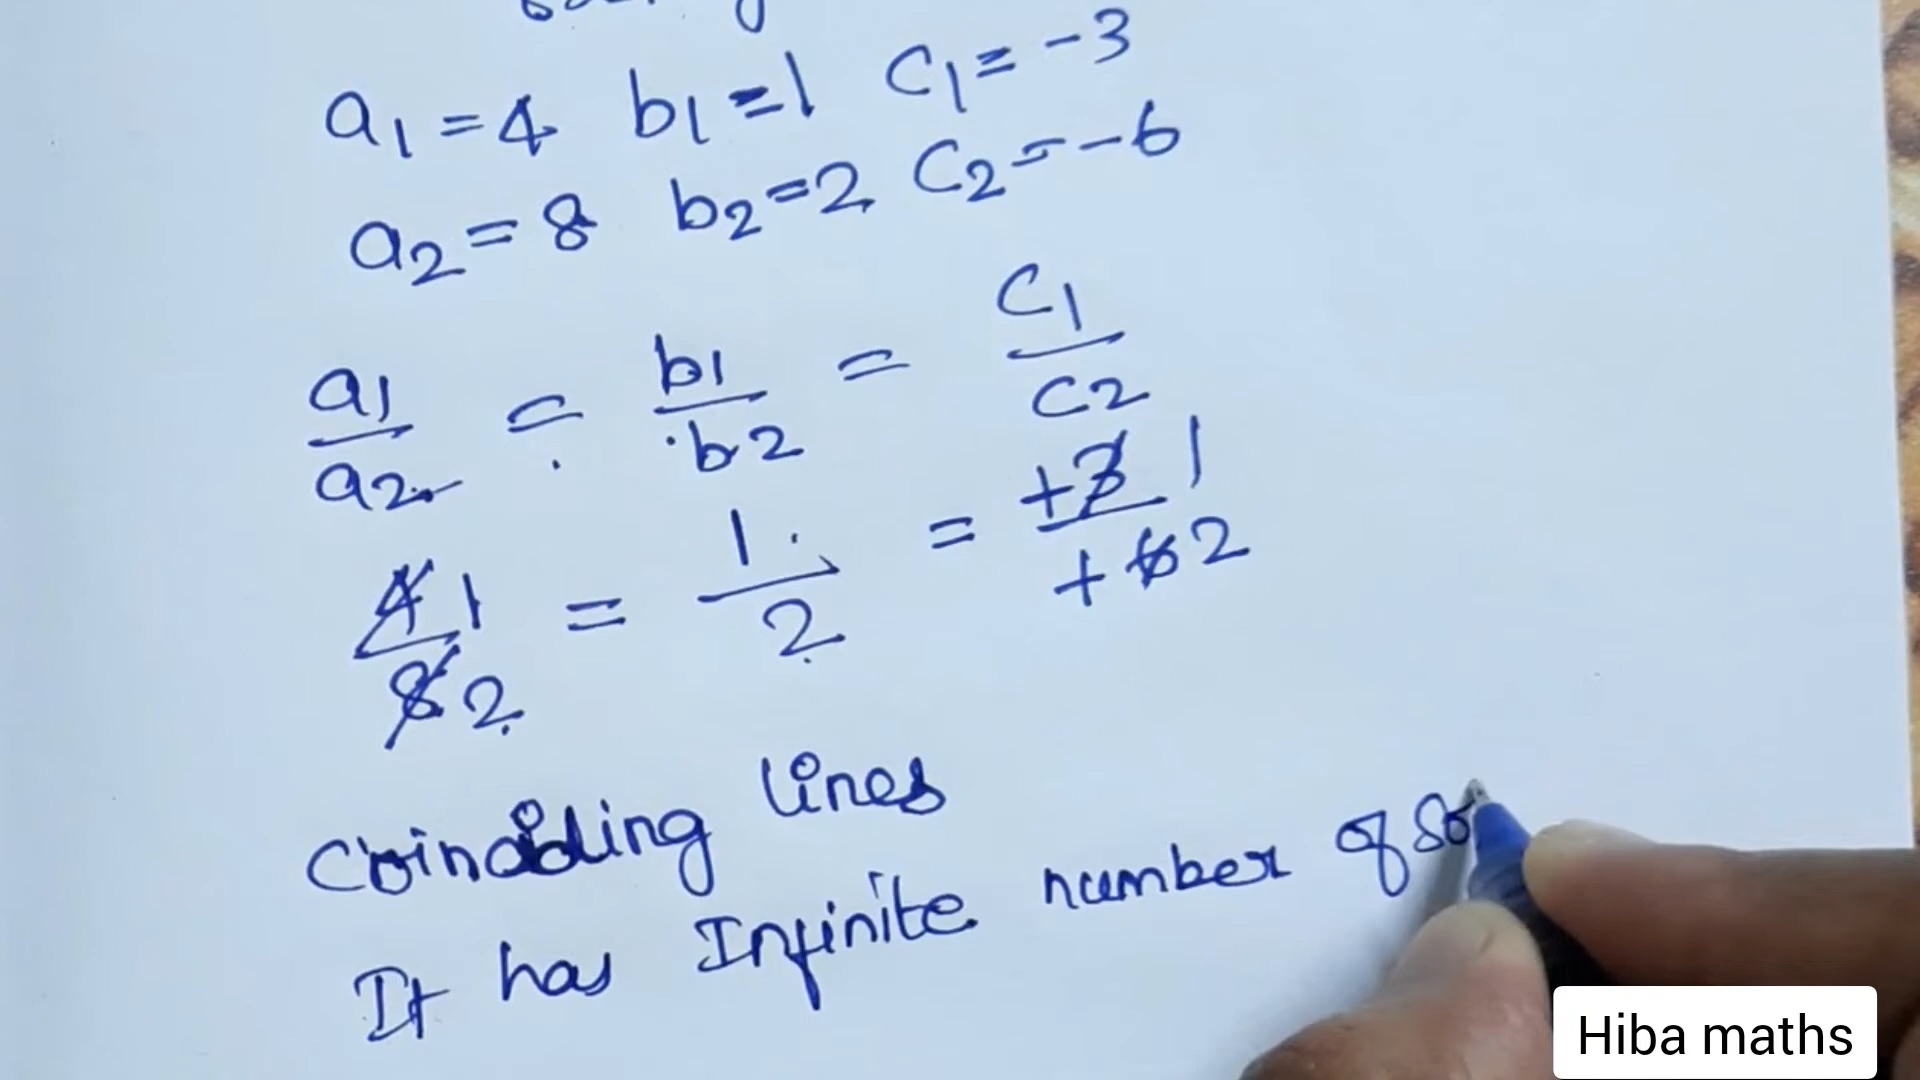 a1 = 4 b1 = 1 c1 = -3
a2 = 8 b2 = 2 c2 = -6
a1/a2 = b1/b2 = c1/c2
4 1/8 2 = 1/2 = +3 1/+6 2
Coinciding lines
It has Infinite number of so
Hiba maths